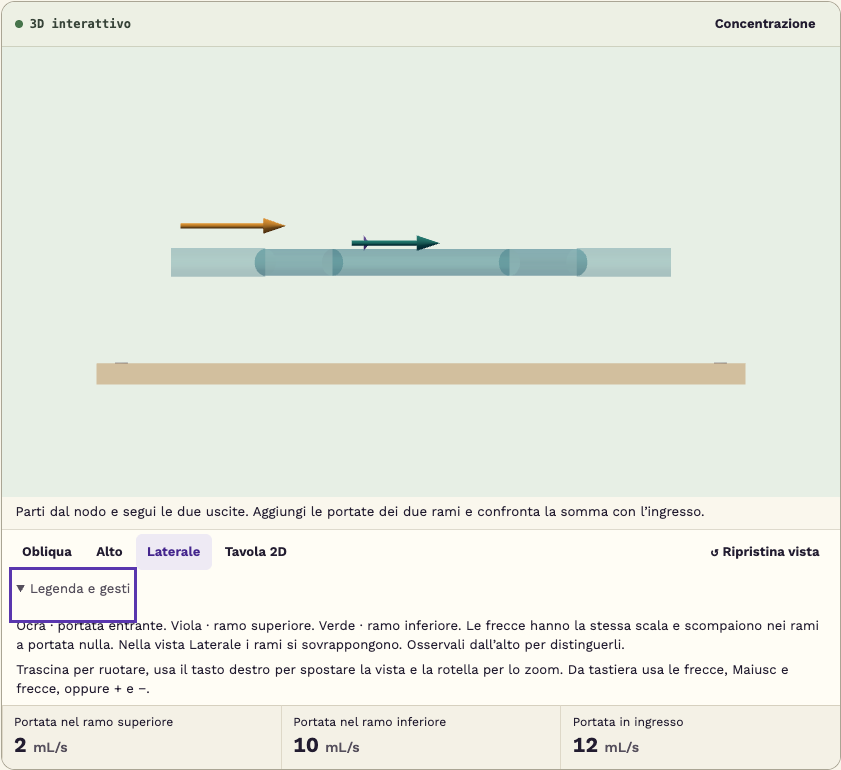 3D interattivo
Concentrazione
Parti dal nodo e segui le due uscite. Aggiungi le portate dei due rami e confronta la somma con l’ingresso.
Obliqua Alto Laterale Tavola 2D ↺ Ripristina vista
▼ Legenda e gesti
Ocra · portata entrante. Viola · ramo superiore. Verde · ramo inferiore. Le frecce hanno la stessa scala e scompaiono nei rami
a portata nulla. Nella vista Laterale i rami si sovrappongono. Osservali dall’alto per distinguerli.
Trascina per ruotare, usa il tasto destro per spostare la vista e la rotella per lo zoom. Da tastiera usa le frecce, Maiusc e
frecce, oppure + e −.
Portata nel ramo superiore
2 mL/s
Portata nel ramo inferiore
10 mL/s
Portata in ingresso
12 mL/s